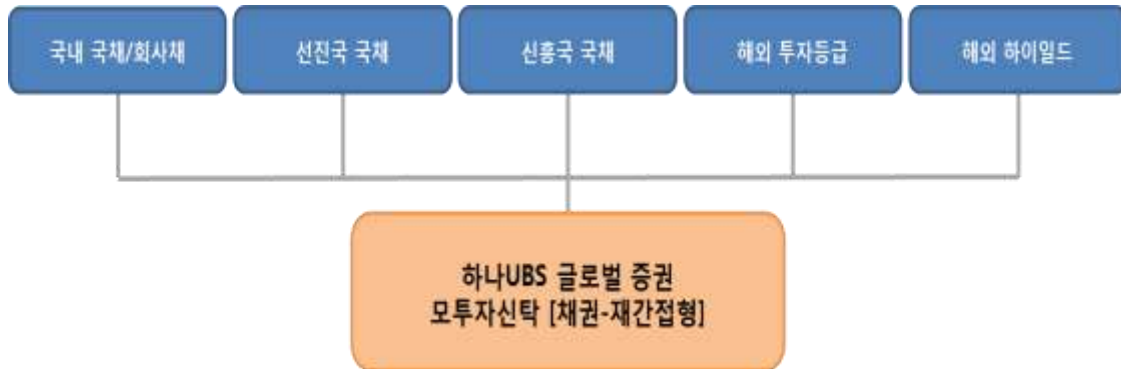 국내 국채/회사채
선진국 국채
신흥국 국채
해외 투자등급
해외 하이일드
하나UBS 글로벌 증권
모투자신탁 [채권-재간접형]